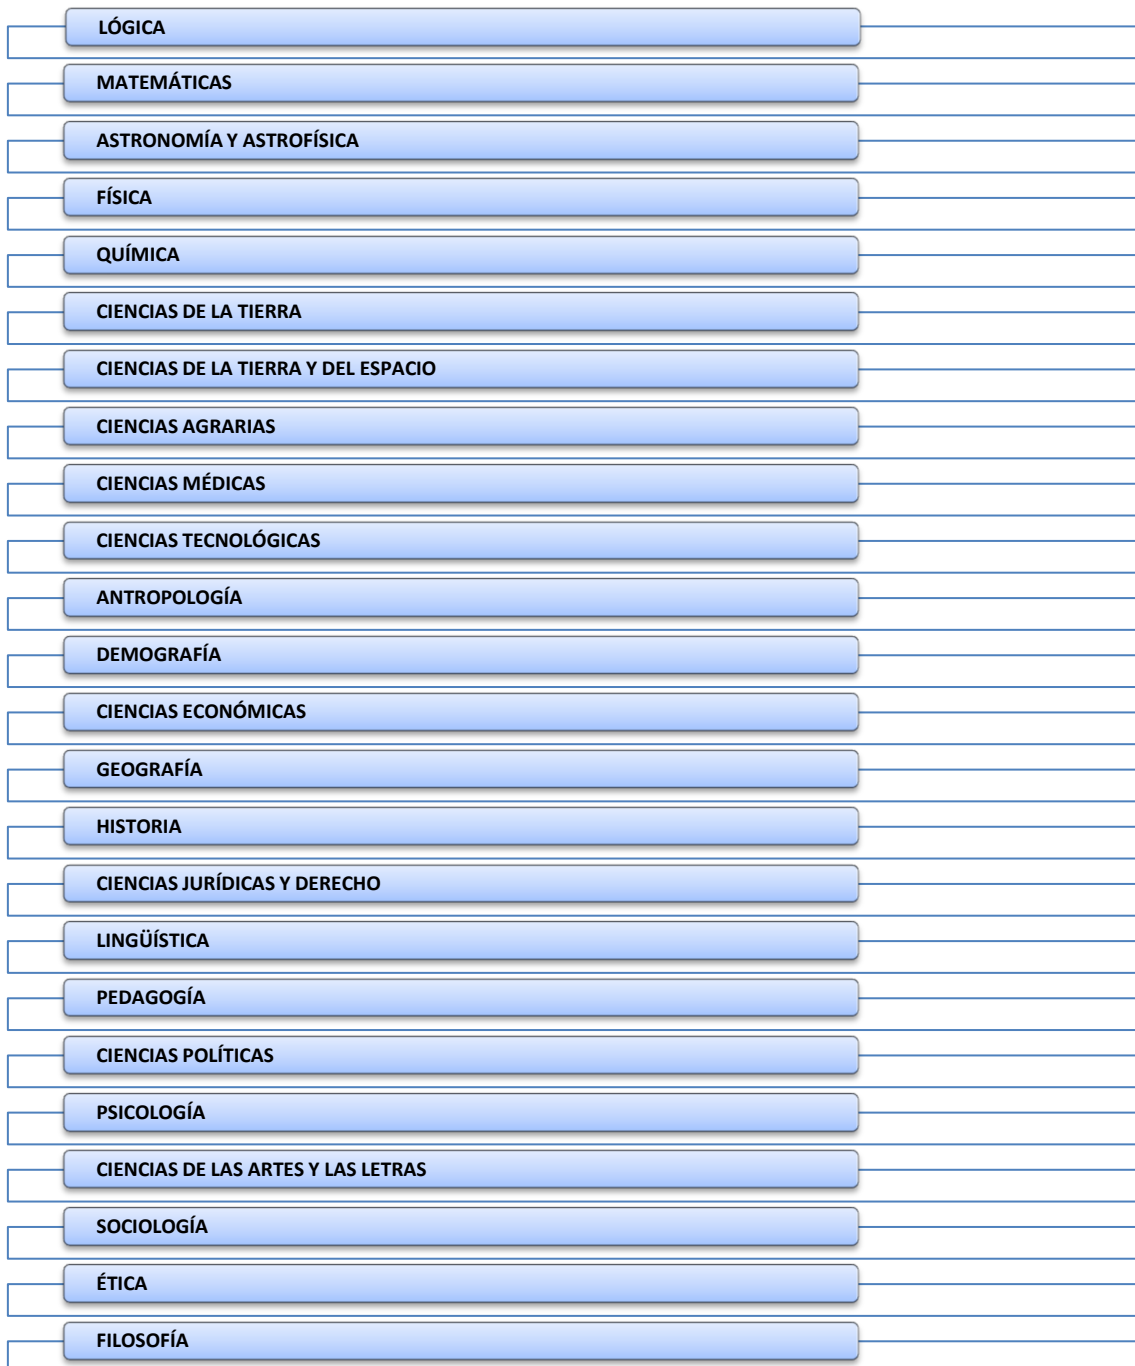 LÓGICA
MATEMÁTICAS
ASTRONOMÍA Y ASTROFÍSICA
FÍSICA
QUÍMICA
CIENCIAS DE LA TIERRA
CIENCIAS DE LA TIERRA Y DEL ESPACIO
CIENCIAS AGRARIAS
CIENCIAS MÉDICAS
CIENCIAS TECNOLÓGICAS
ANTROPOLOGÍA
DEMOGRAFÍA
CIENCIAS ECONÓMICAS
GEOGRAFÍA
HISTORIA
CIENCIAS JURÍDICAS Y DERECHO
LINGÜÍSTICA
PEDAGOGÍA
CIENCIAS POLÍTICAS
PSICOLOGÍA
CIENCIAS DE LAS ARTES Y LAS LETRAS
SOCIOLOGÍA
ÉTICA
FILOSOFÍA